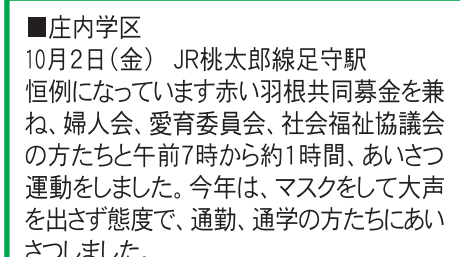 ■庄内学区
10月2日(金)　JR桃太郎線足守駅
恒例になっています赤い羽根共同募金を兼
ね、婦人会、愛育委員会、社会福祉協議会
の方たちと午前7時から約1時間、あいさつ
運動をしました。今年は、マスクをして大声
を出さず態度で、通勤、通学の方たちにあい
さつしました。